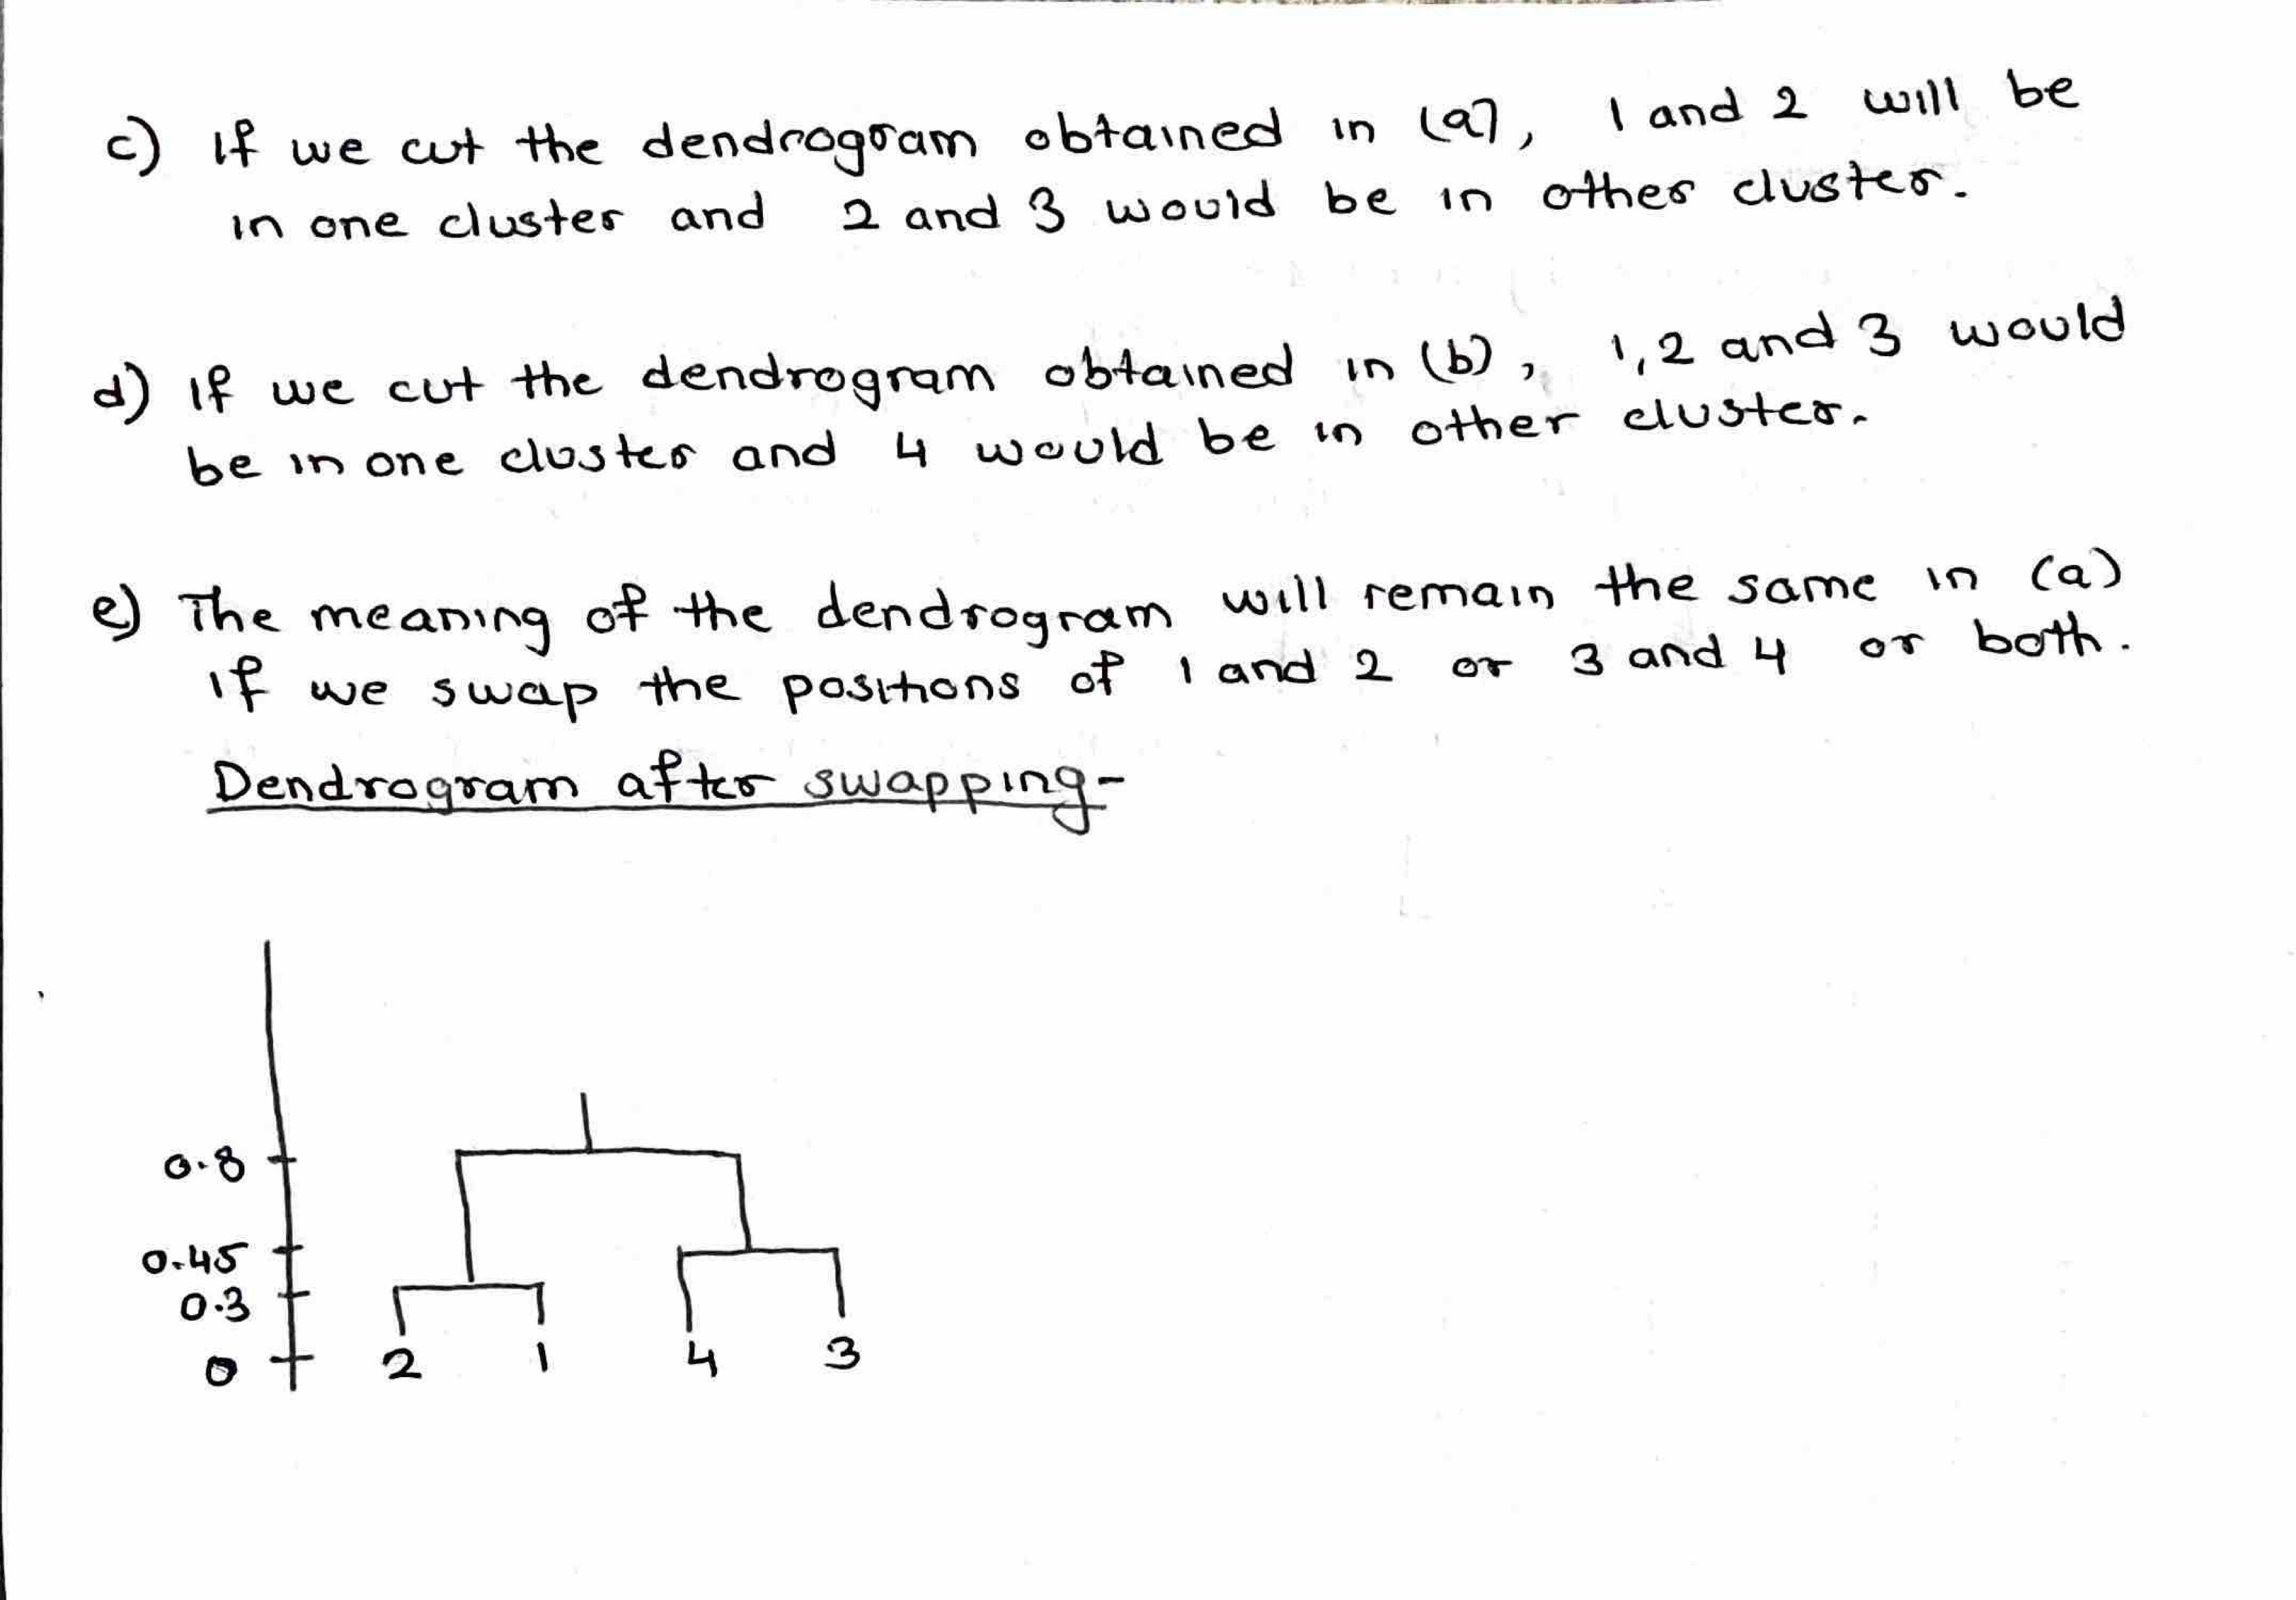 c) If we cut the dendrogram obtained in (a), 1 and 2 will be
in one cluster and 2 and 3 would be in other cluster.
d) If we cut the dendrogram obtained in (b), 1,2 and 3 would
be in one cluster and 4 would be in other cluster.
e) The meaning of the dendrogram will remain the same in (a)
If we swap the positions of 1 and 2 or 3 and 4 or both.
Dendrogram after swapping-
0.8
0.45
0.3
0 2 1 4 3